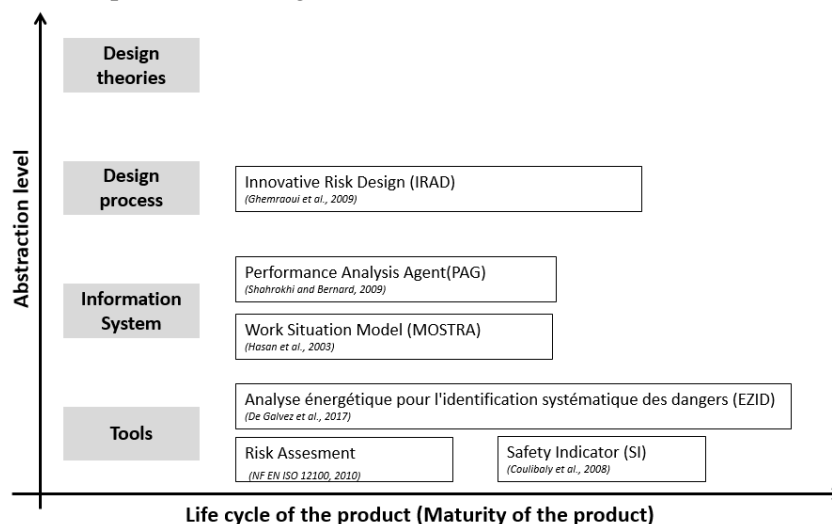 Design
theories
Abstraction level
Design
process
Innovative Risk Design (IRAD)
(Ghemraoui et al., 2009)
Information
System
Performance Analysis Agent(PAG)
(Shahrokhi and Bernard, 2009)
Work Situation Model (MOSTRA)
(Hasan et al., 2003)
Tools
Analyse énergétique pour l'identification systématique des dangers (EZID)
(De Galvez et al., 2017)
Risk Assesment
(NF EN ISO 12100, 2010)
Safety Indicator (SI)
(Coulibaly et al., 2008)
Life cycle of the product (Maturity of the product)